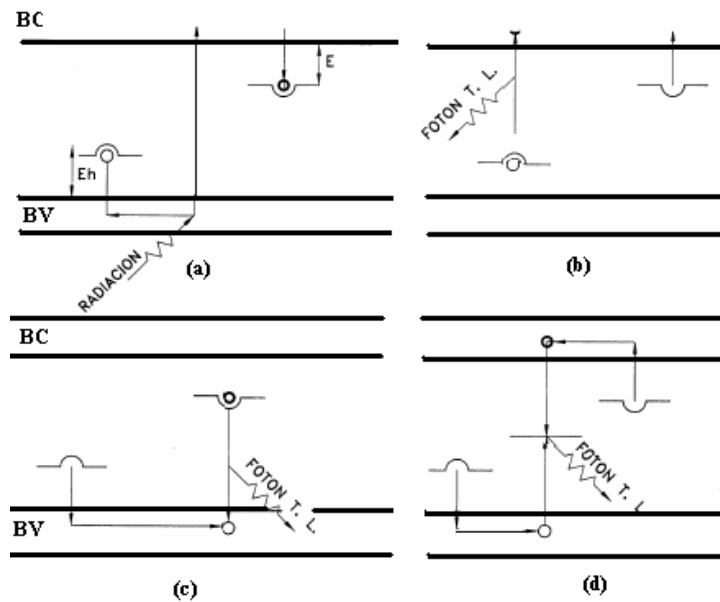 BC
E
Eh
BV
RADIACION
(a)
FOTON T. L.
(b)
BC
FOTON T. L.
BV
(c)
FOTON T. L
(d)